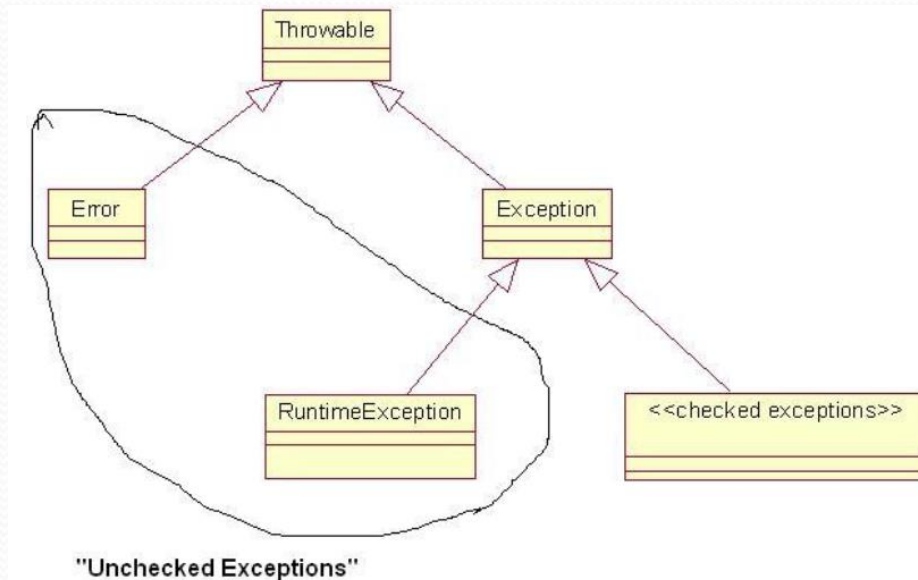 Throwable
Error
Exception
RuntimeException
<<checked exceptions>>
"Unchecked Exceptions"